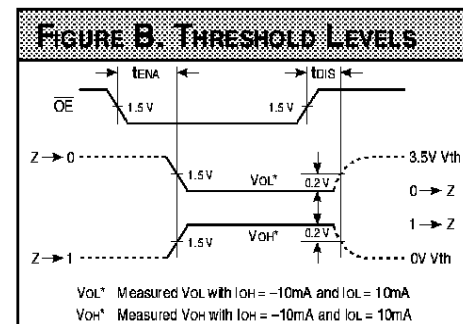 FIGURE B. THRESHOLD LEVELS
tENA tDIS
OE 1.5 V 1.5 V
Z → 0 1.5 V VOL* 0.2 V 3.5V Vth
0 → Z
1 → Z
Z → 1 1.5 V VOH* 0.2 V 0V Vth
VOL* Measured VOL with IOH = –10mA and IOL = 10mA
VOH* Measured VOH with IOH = –10mA and IOL = 10mA